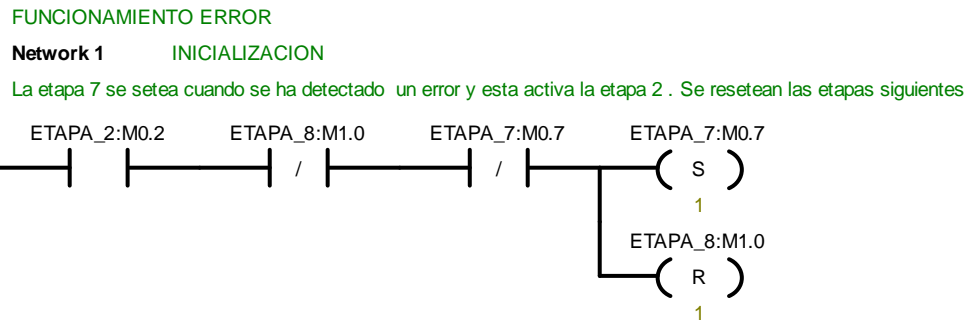 FUNCIONAMIENTO ERROR
Network 1 INICIALIZACION
La etapa 7 se setea cuando se ha detectado un error y esta activa la etapa 2 . Se resetean las etapas siguientes
ETAPA_2:M0.2 ETAPA_8:M1.0 ETAPA_7:M0.7 ETAPA_7:M0.7
/ / S
1
ETAPA_8:M1.0
R
1